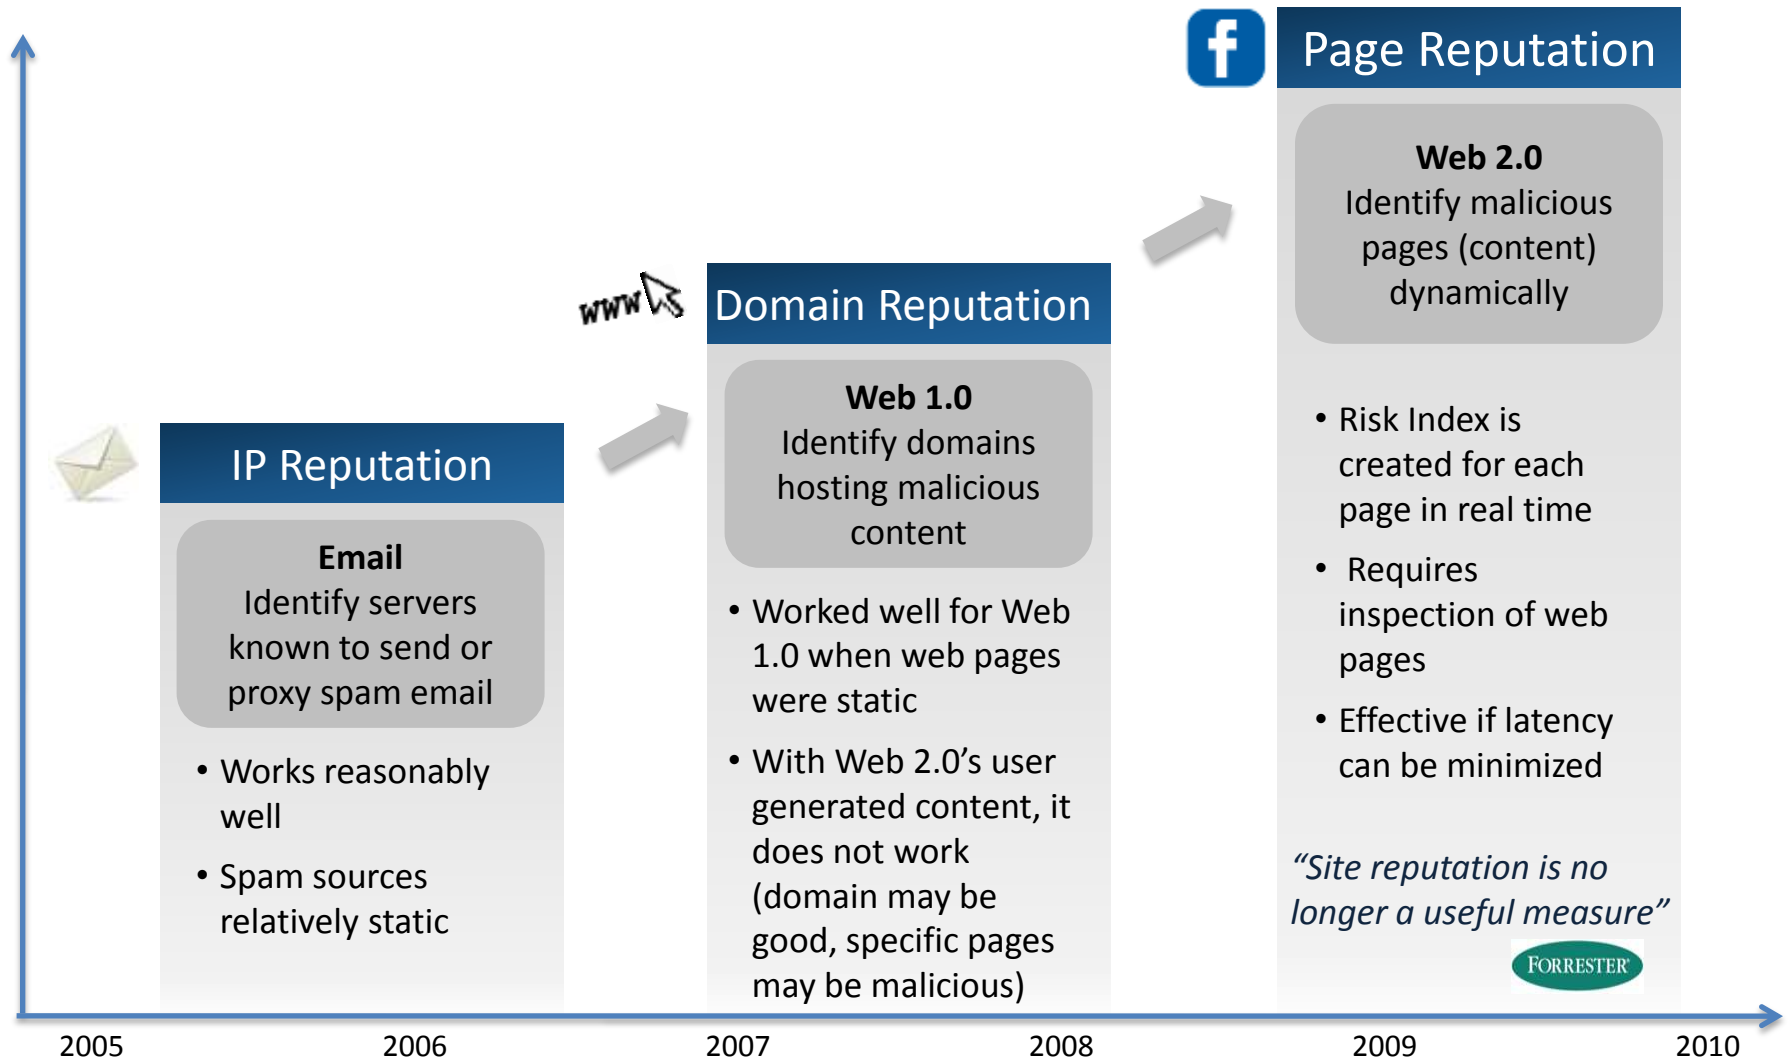 Page Reputation
Web 2.0
Identify malicious
pages (content)
dynamically
• Risk Index is
created for each
page in real time
• Requires
inspection of web
pages
• Effective if latency
can be minimized
“Site reputation is no
longer a useful measure”
FORRESTER®
www
Domain Reputation
Web 1.0
Identify domains
hosting malicious
content
• Worked well for Web
1.0 when web pages
were static
• With Web 2.0’s user
generated content, it
does not work
(domain may be
good, specific pages
may be malicious)
IP Reputation
Email
Identify servers
known to send or
proxy spam email
• Works reasonably
well
• Spam sources
relatively static
2005 2006 2007 2008 2009 2010